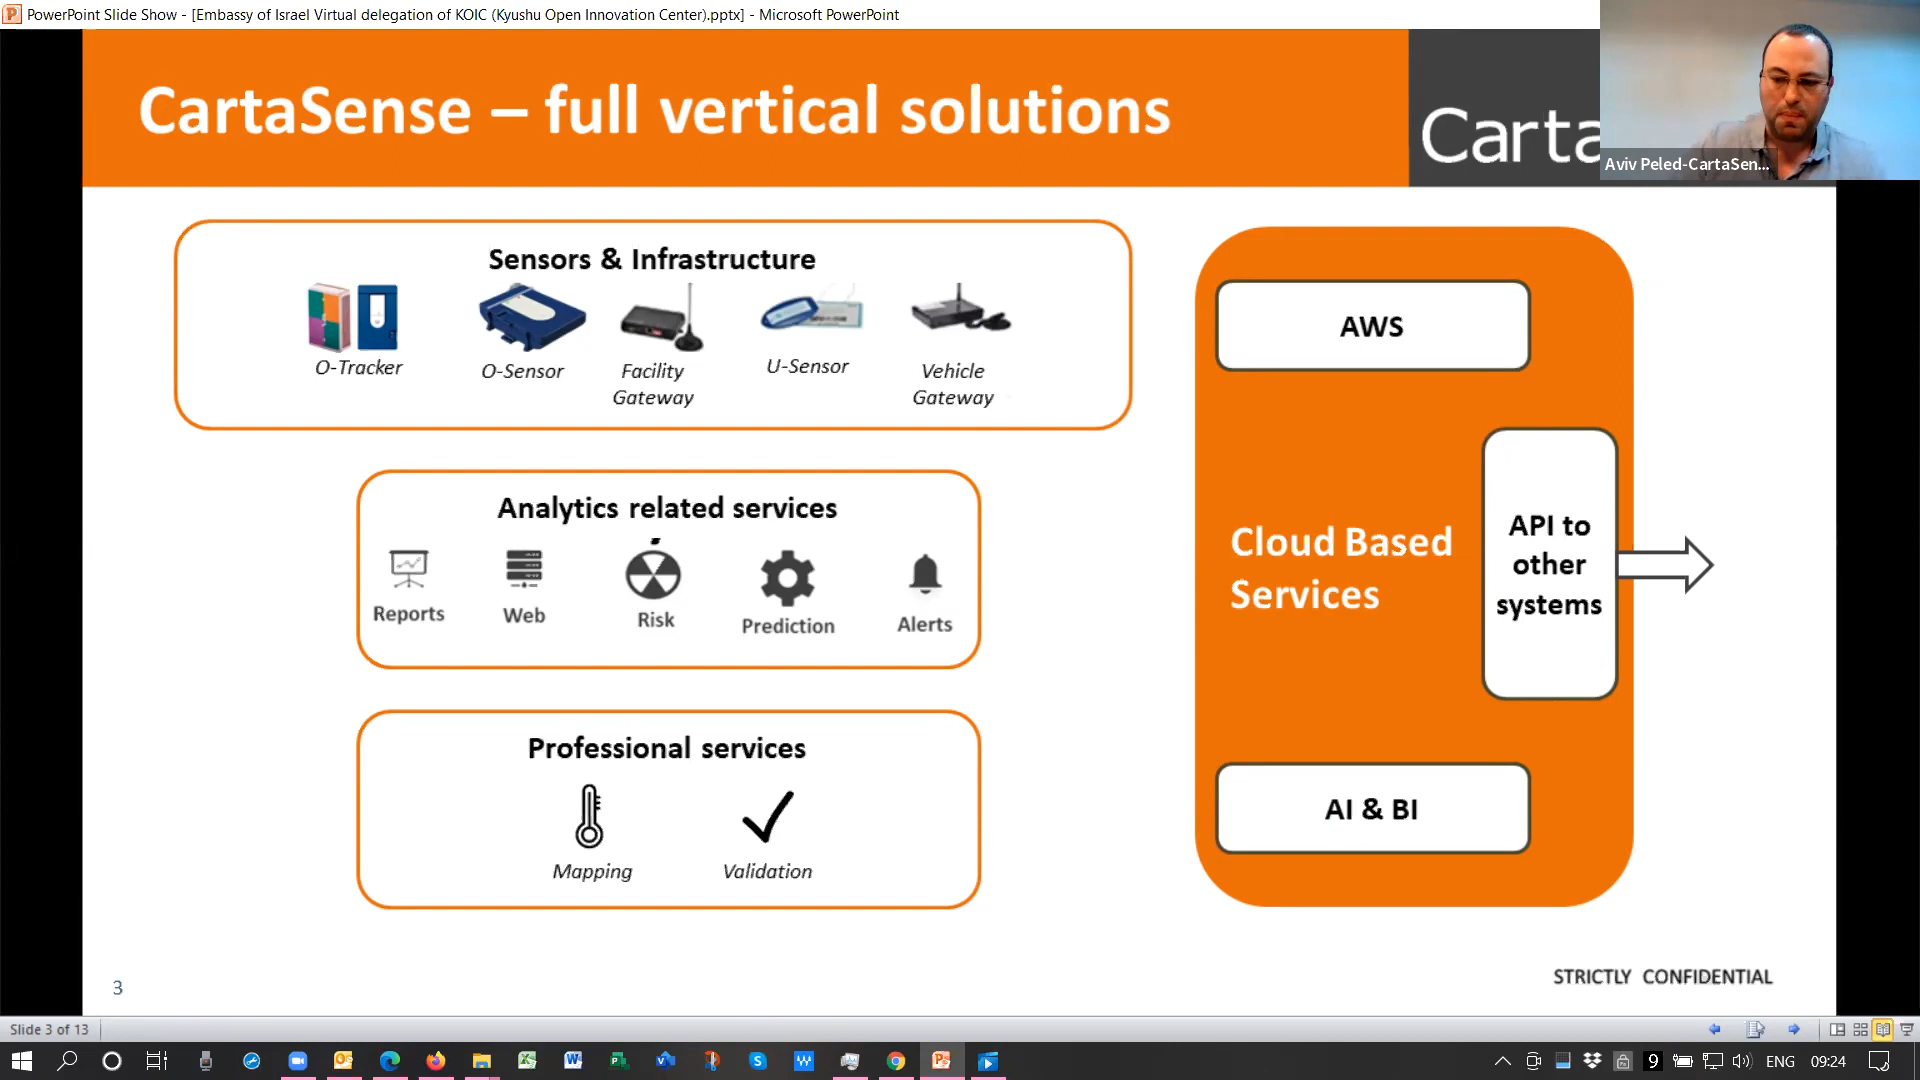 PowerPoint Slide Show - [Embassy of Israel Virtual delegation of KOIC (Kyushu Open Innovation Center).pptx] - Microsoft PowerPoint
CartaSense – full vertical solutions
Carta
Aviv Peled-CartaSen...
Sensors & Infrastructure
O-Tracker
O-Sensor
Facility
Gateway
U-Sensor
Vehicle
Gateway
Analytics related services
Reports
Web
Risk
Prediction
Alerts
Professional services
Mapping
Validation
AWS
Cloud Based
Services
API to
other
systems
AI & BI
3
STRICTLY CONFIDENTIAL
Slide 3 of 13
ENG
09:24